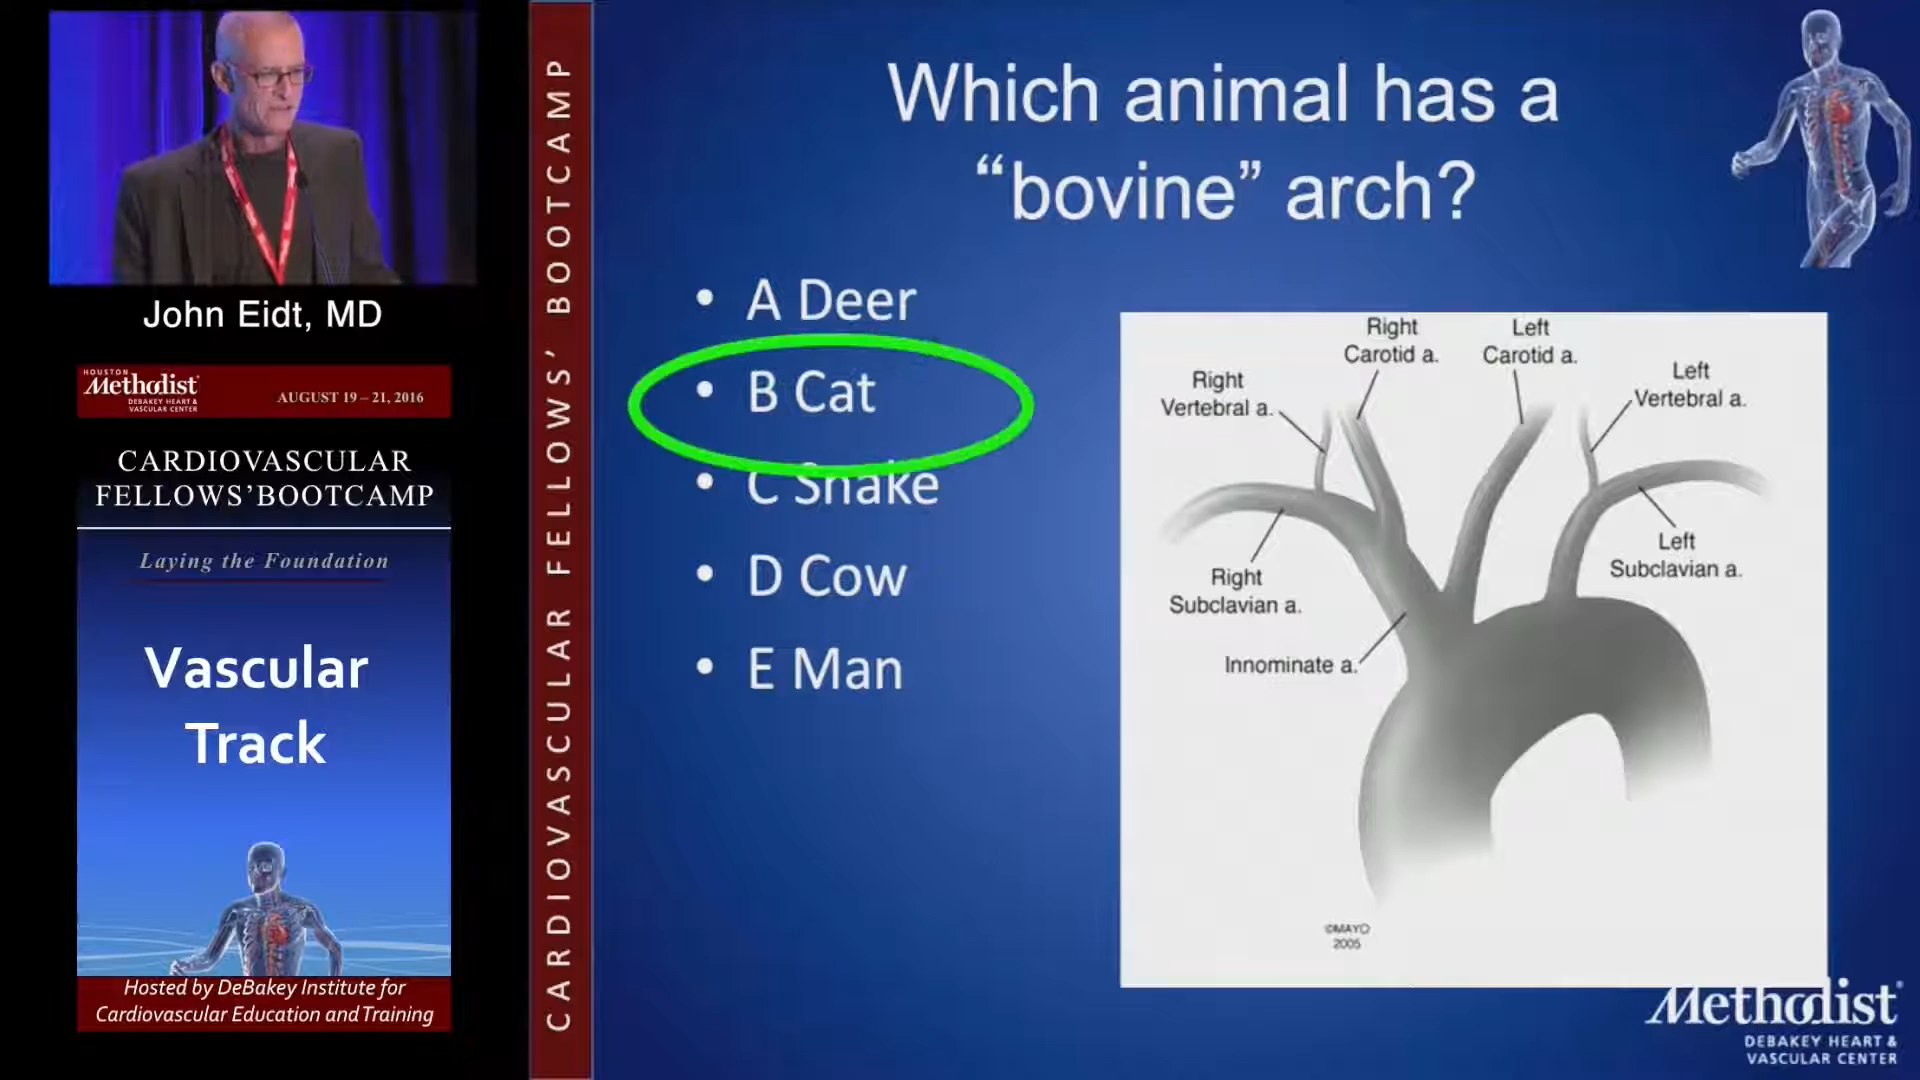 John Eidt, MD
HOUSTON
Methodist
DEBAKEY HEART &
VASCULAR CENTER
AUGUST 19 – 21, 2016
CARDIOVASCULAR
FELLOWS'BOOTCAMP
Laying the Foundation
Vascular
Track
Hosted by DeBakey Institute for
Cardiovascular Education and Training
CARDIOVASCULAR FELLOWS' BOOTCAMP
Which animal has a
“bovine” arch?
• A Deer
• B Cat
• C Snake
• D Cow
• E Man
Right
Carotid a.
Left
Carotid a.
Right
Vertebral a.
Left
Vertebral a.
Right
Subclavian a.
Left
Subclavian a.
Innominate a.
©MAYO
2005
Methodist
DEBAKEY HEART &
VASCULAR CENTER